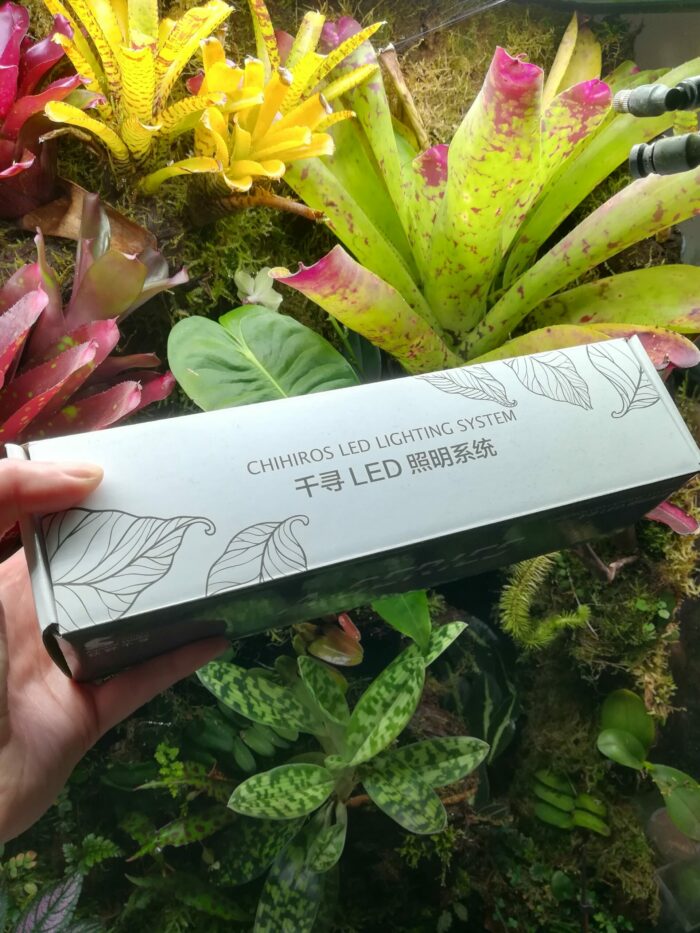 CHIHIROS LED LIGHTING SYSTEM
千寻 LED 照明系统